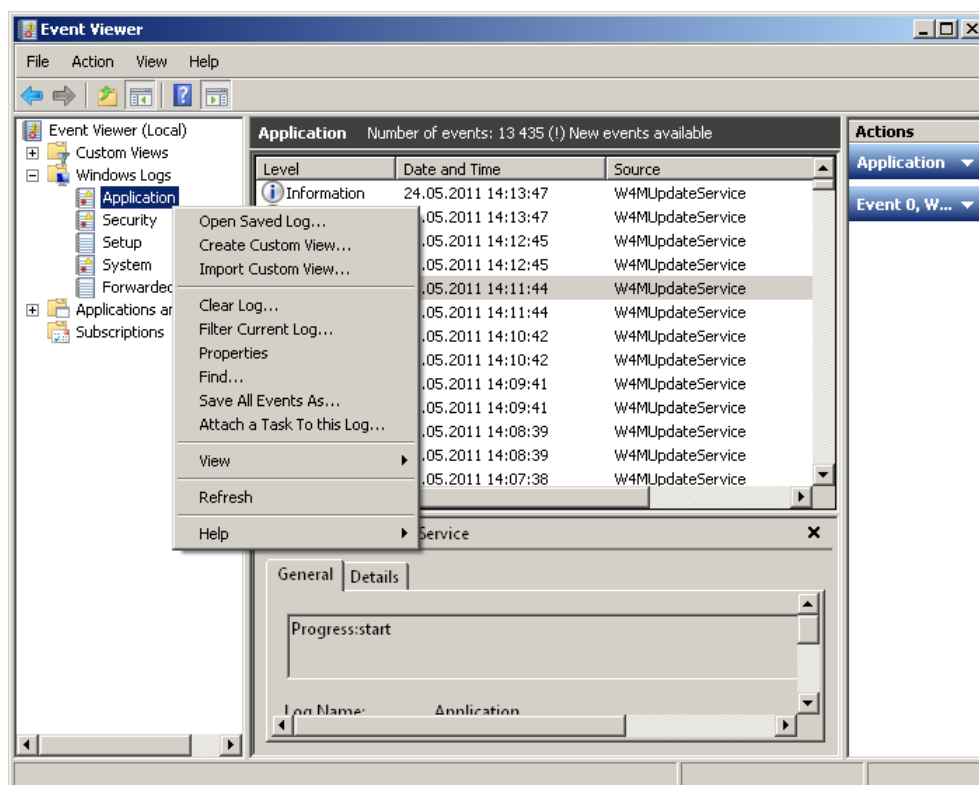 Event Viewer
File Action View Help
Event Viewer (Local)
Custom Views
Windows Logs
Application
Security
Setup
System
Forwarded
Applications
Subscriptions
Open Saved Log...
Create Custom View...
Import Custom View...
Clear Log...
Filter Current Log...
Properties
Find...
Save All Events As...
Attach a Task To this Log...
View
Refresh
Help
Application Number of events: 13 435 (!) New events available
Level Date and Time Source
Information 24.05.2011 14:13:47 W4MUpdateService
.05.2011 14:13:47 W4MUpdateService
.05.2011 14:12:45 W4MUpdateService
.05.2011 14:12:45 W4MUpdateService
.05.2011 14:11:44 W4MUpdateService
.05.2011 14:11:44 W4MUpdateService
.05.2011 14:10:42 W4MUpdateService
.05.2011 14:10:42 W4MUpdateService
.05.2011 14:09:41 W4MUpdateService
.05.2011 14:09:41 W4MUpdateService
.05.2011 14:08:39 W4MUpdateService
.05.2011 14:08:39 W4MUpdateService
.05.2011 14:07:38 W4MUpdateService
Service
General Details
Progress:start
Log Name: Application
Actions
Application
Event 0, W...